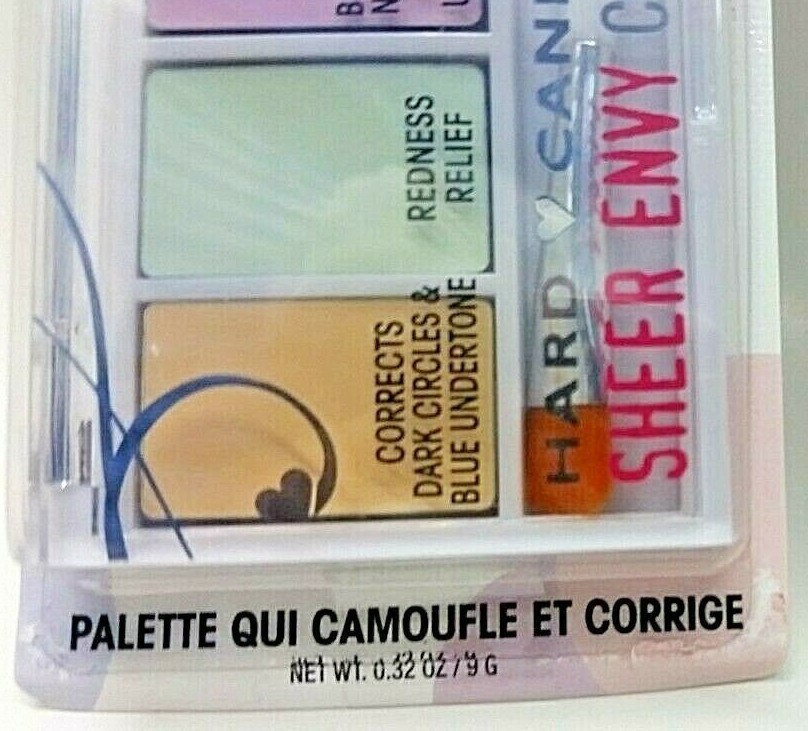 REDNESS
RELIEF
CORRECTS
DARK CIRCLES &
BLUE UNDERTONE
HARD CAN
SHEER ENVY C
PALETTE QUI CAMOUFLE ET CORRIGE
NET WT. 0.32 OZ / 9 G